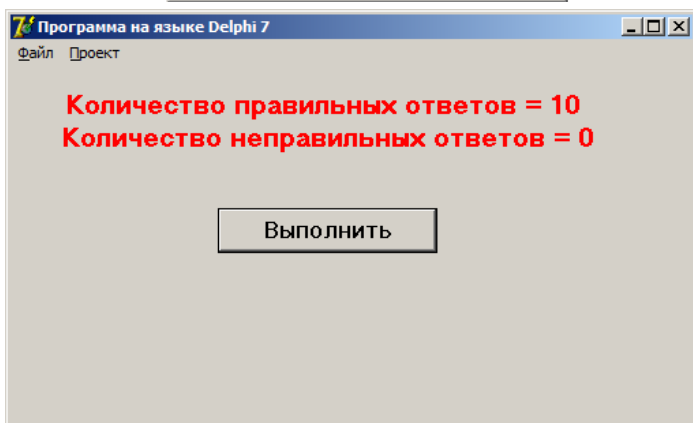 Программа на языке Delphi 7
Файл Проект
Количество правильных ответов = 10
Количество неправильных ответов = 0
Выполнить